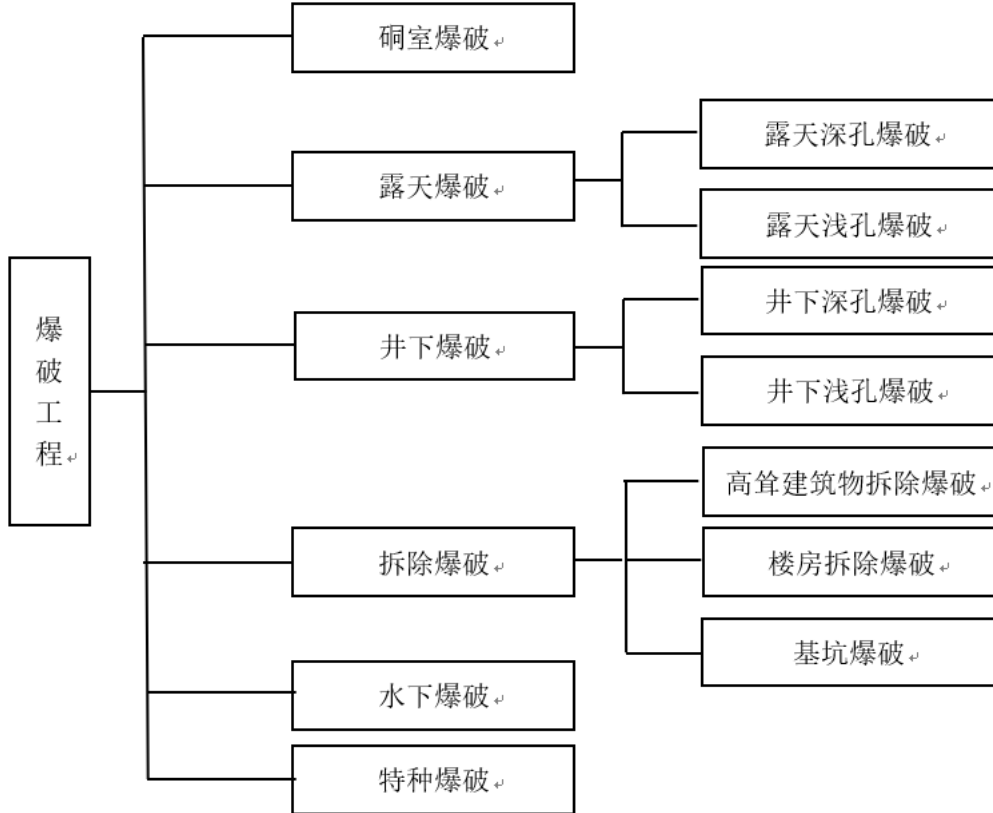 爆破工程
硐室爆破
露天爆破
露天深孔爆破
露天浅孔爆破
井下爆破
井下深孔爆破
井下浅孔爆破
拆除爆破
高耸建筑物拆除爆破
楼房拆除爆破
基坑爆破
水下爆破
特种爆破